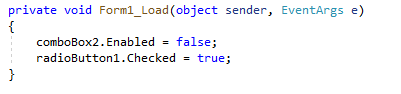 private void Form1_Load(object sender, EventArgs e)
{
    comboBox2.Enabled = false;
    radioButton1.Checked = true;
}